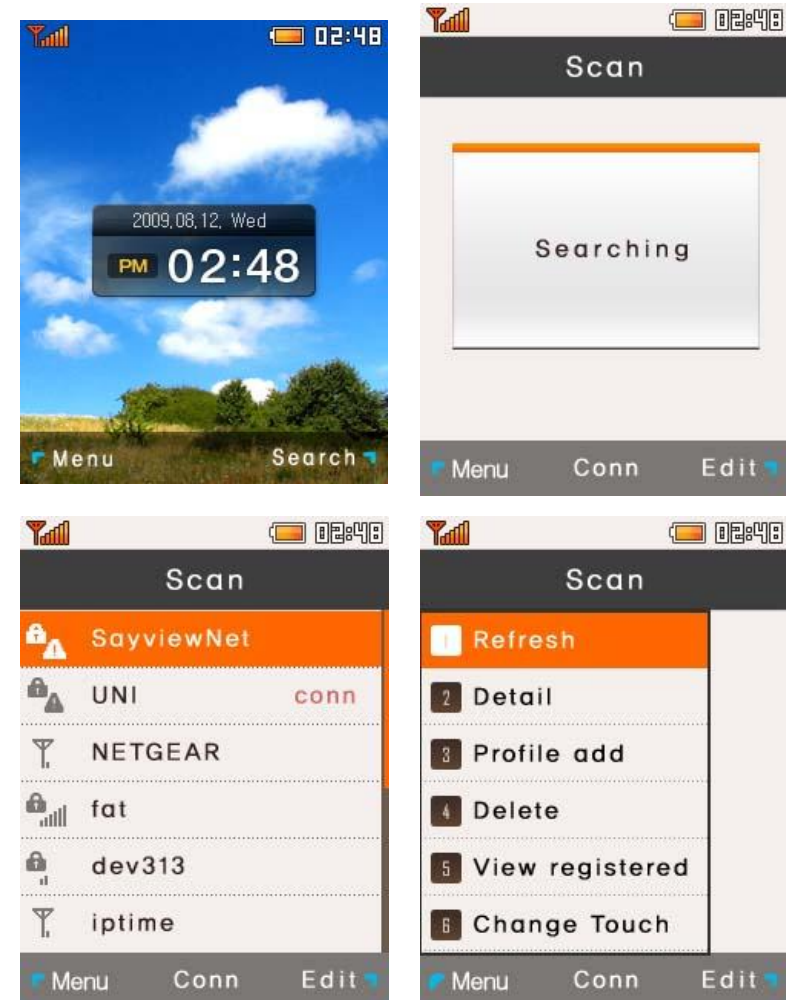 02:48
2009,08,12, Wed
PM 02:48
Menu Search
02:48
Scan
Searching
Menu Conn Edit
02:48
Scan
SayviewNet
UNI conn
NETGEAR
fat
dev313
iptime
Menu Conn Edit
02:48
Scan
1 Refresh
2 Detail
3 Profile add
4 Delete
5 View registered
6 Change Touch
Menu Conn Edit